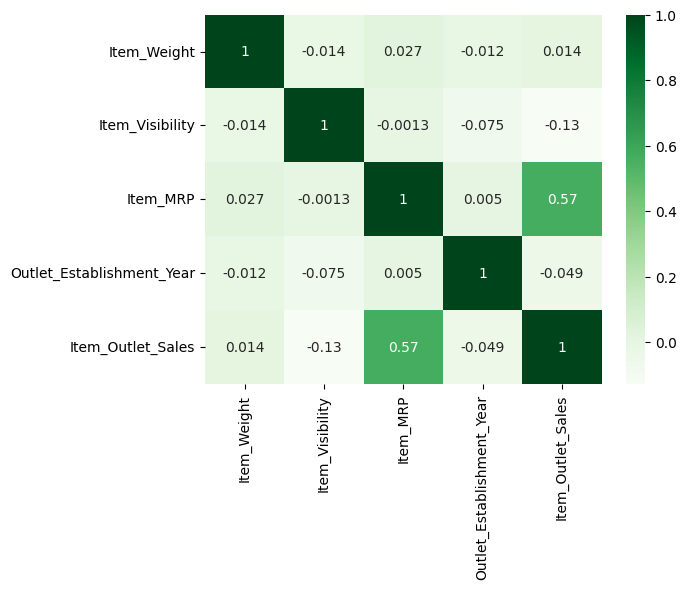 1.0
Item_Weight 1 -0.014 0.027 -0.012 0.014
0.8
Item_Visibility -0.014 1 -0.0013 -0.075 -0.13
0.6
Item_MRP 0.027 -0.0013 1 0.005 0.57
0.4
Outlet_Establishment_Year -0.012 -0.075 0.005 1 -0.049
0.2
Item_Outlet_Sales 0.014 -0.13 0.57 -0.049 1
0.0
Item_Weight
Item_Visibility
Item_MRP
Outlet_Establishment_Year
Item_Outlet_Sales